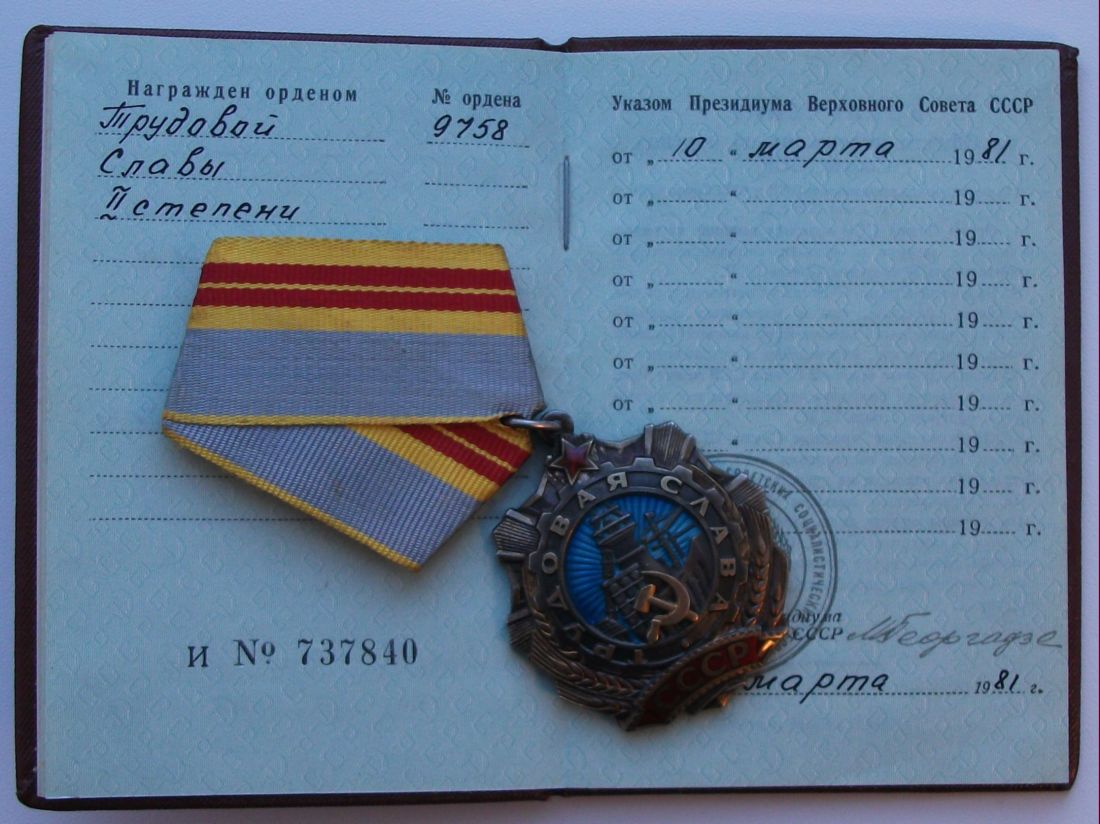 Награжден орденом
№ ордена
Трудовой
9758
Славы
II степени
и № 737840
Указом Президиума Верховного Совета СССР
от „ 10 “ марта 1981 г.
от „ “ 19 г.
от „ “ 19 г.
от „ “ 19 г.
от „ “ 19 г.
от „ “ 19 г.
от „ “ 19 г.
“ 19 г.
19 г.
19 г.
СССР М Георгадзе
марта 1981 г.
ТРУДОВАЯ СЛАВА
СССР